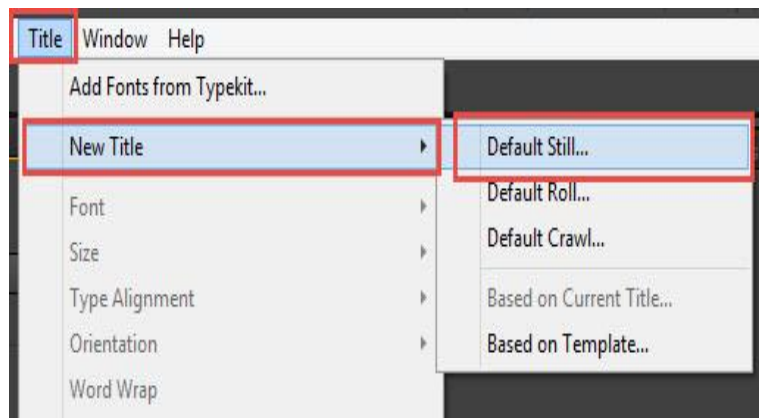 Title Window Help
Add Fonts from Typekit...
New Title
Default Still...
Default Roll...
Default Crawl...
Based on Current Title...
Based on Template...
Font
Size
Type Alignment
Orientation
Word Wrap